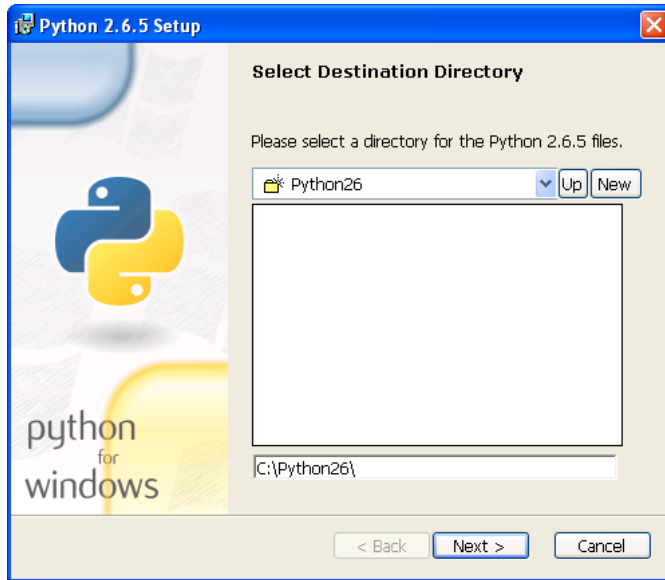 Python 2.6.5 Setup
Select Destination Directory
Please select a directory for the Python 2.6.5 files.
Python26
Up
New
C:\Python26\
python
for
windows
< Back
Next >
Cancel